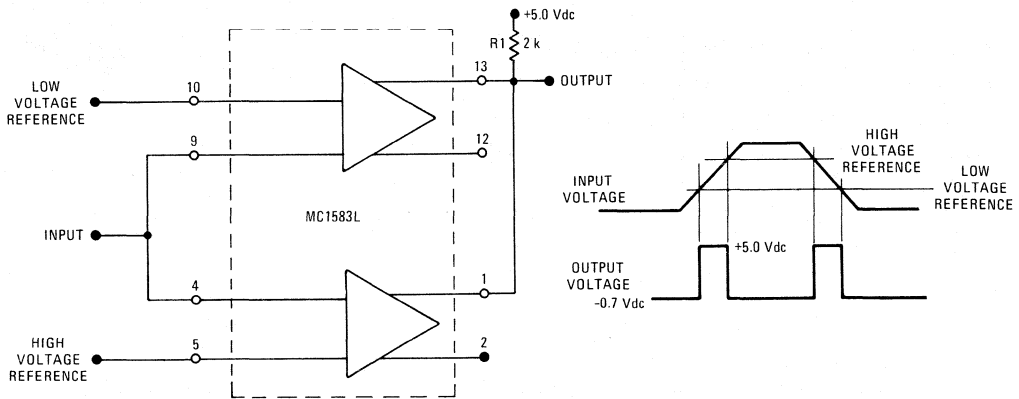 +5.0 Vdc
R1
2 k
13
OUTPUT
LOW
VOLTAGE
REFERENCE
10
9
12
MC1583L
INPUT
4
1
HIGH
VOLTAGE
REFERENCE
5
2
HIGH
VOLTAGE
REFERENCE
INPUT
VOLTAGE
LOW
VOLTAGE
REFERENCE
+5.0 Vdc
OUTPUT
VOLTAGE
-0.7 Vdc